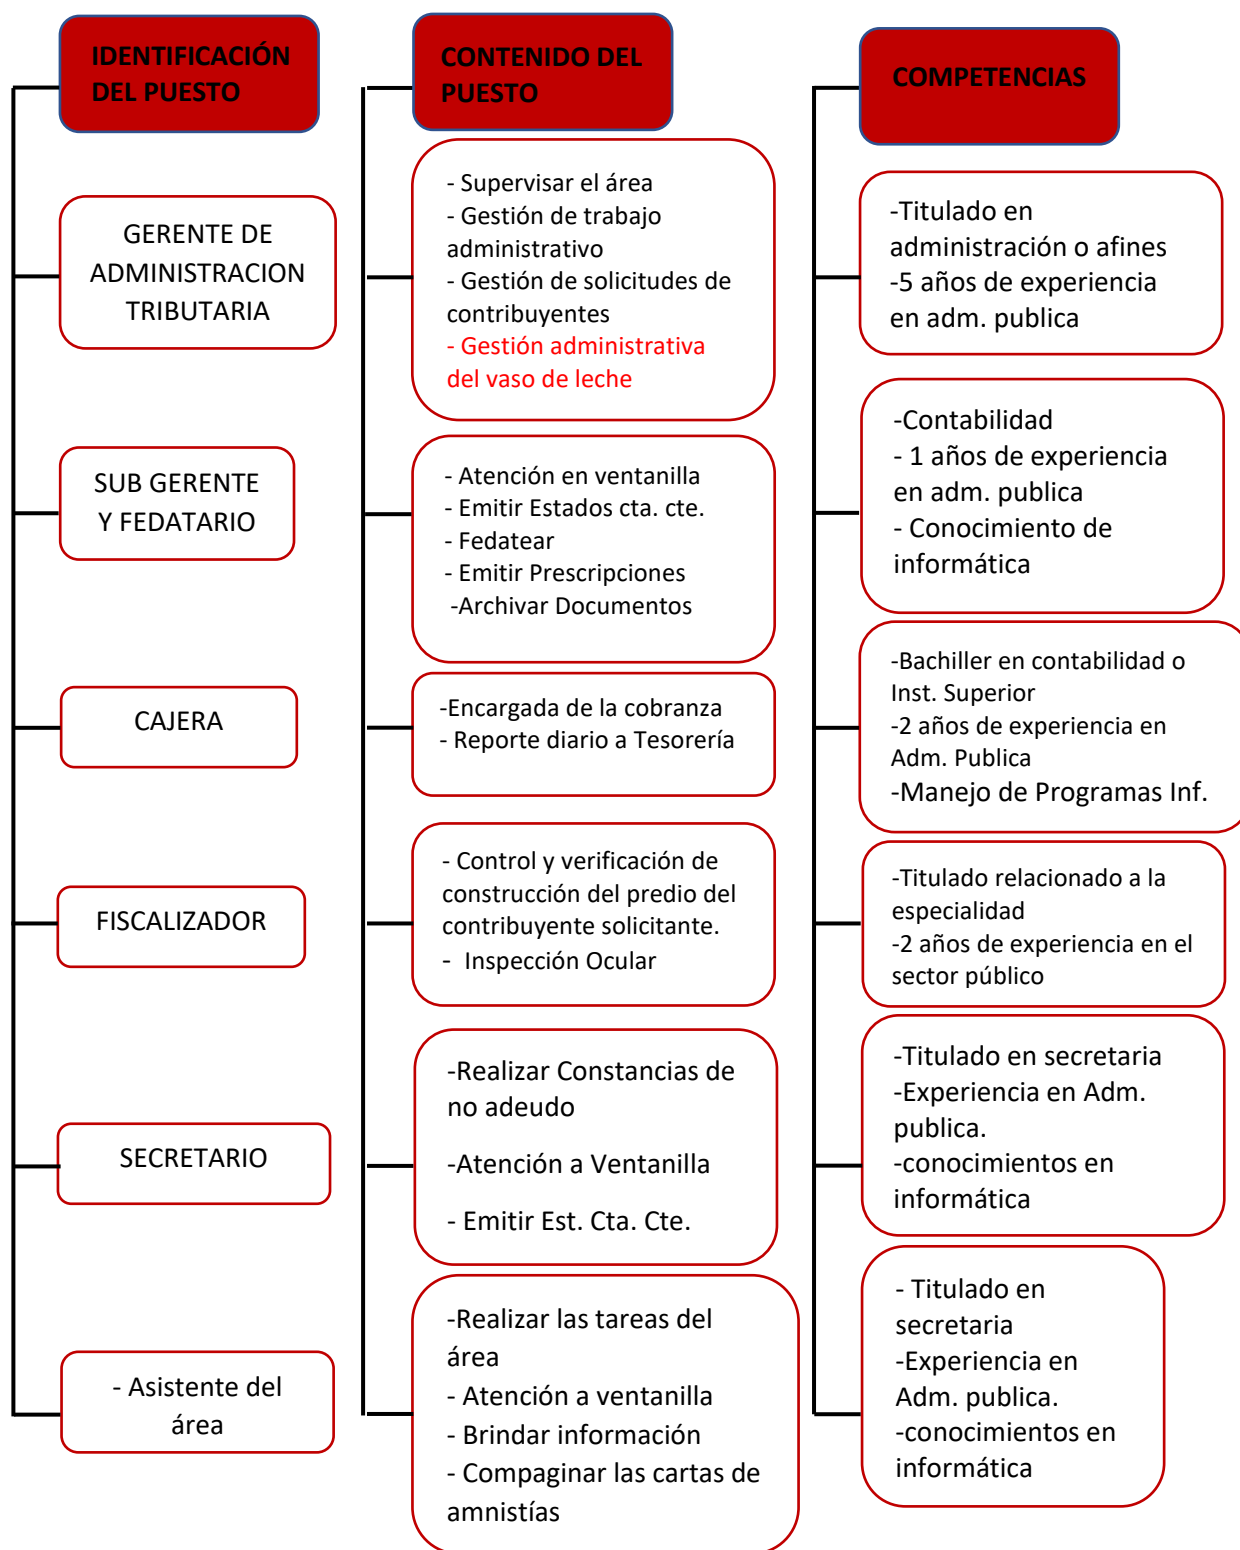 IDENTIFICACIÓN
DEL PUESTO
CONTENIDO DEL
PUESTO
COMPETENCIAS
GERENTE DE
ADMINISTRACION
TRIBUTARIA
- Supervisar el área
- Gestión de trabajo
administrativo
- Gestión de solicitudes de
contribuyentes
- Gestión administrativa
del vaso de leche
-Titulado en
administración o afines
-5 años de experiencia
en adm. publica
SUB GERENTE
Y FEDATARIO
- Atención en ventanilla
- Emitir Estados cta. cte.
- Fedatear
- Emitir Prescripciones
-Archivar Documentos
-Contabilidad
- 1 años de experiencia
en adm. publica
- Conocimiento de
informática
CAJERA
-Encargada de la cobranza
- Reporte diario a Tesorería
-Bachiller en contabilidad o
Inst. Superior
-2 años de experiencia en
Adm. Publica
-Manejo de Programas Inf.
FISCALIZADOR
- Control y verificación de
construcción del predio del
contribuyente solicitante.
- Inspección Ocular
-Titulado relacionado a la
especialidad
-2 años de experiencia en el
sector público
SECRETARIO
-Realizar Constancias de
no adeudo
-Atención a Ventanilla
- Emitir Est. Cta. Cte.
-Titulado en secretaria
-Experiencia en Adm.
publica.
-conocimientos en
informática
- Asistente del
área
-Realizar las tareas del
área
- Atención a ventanilla
- Brindar información
- Compaginar las cartas de
amnistías
- Titulado en
secretaria
-Experiencia en
Adm. publica.
-conocimientos en
informática